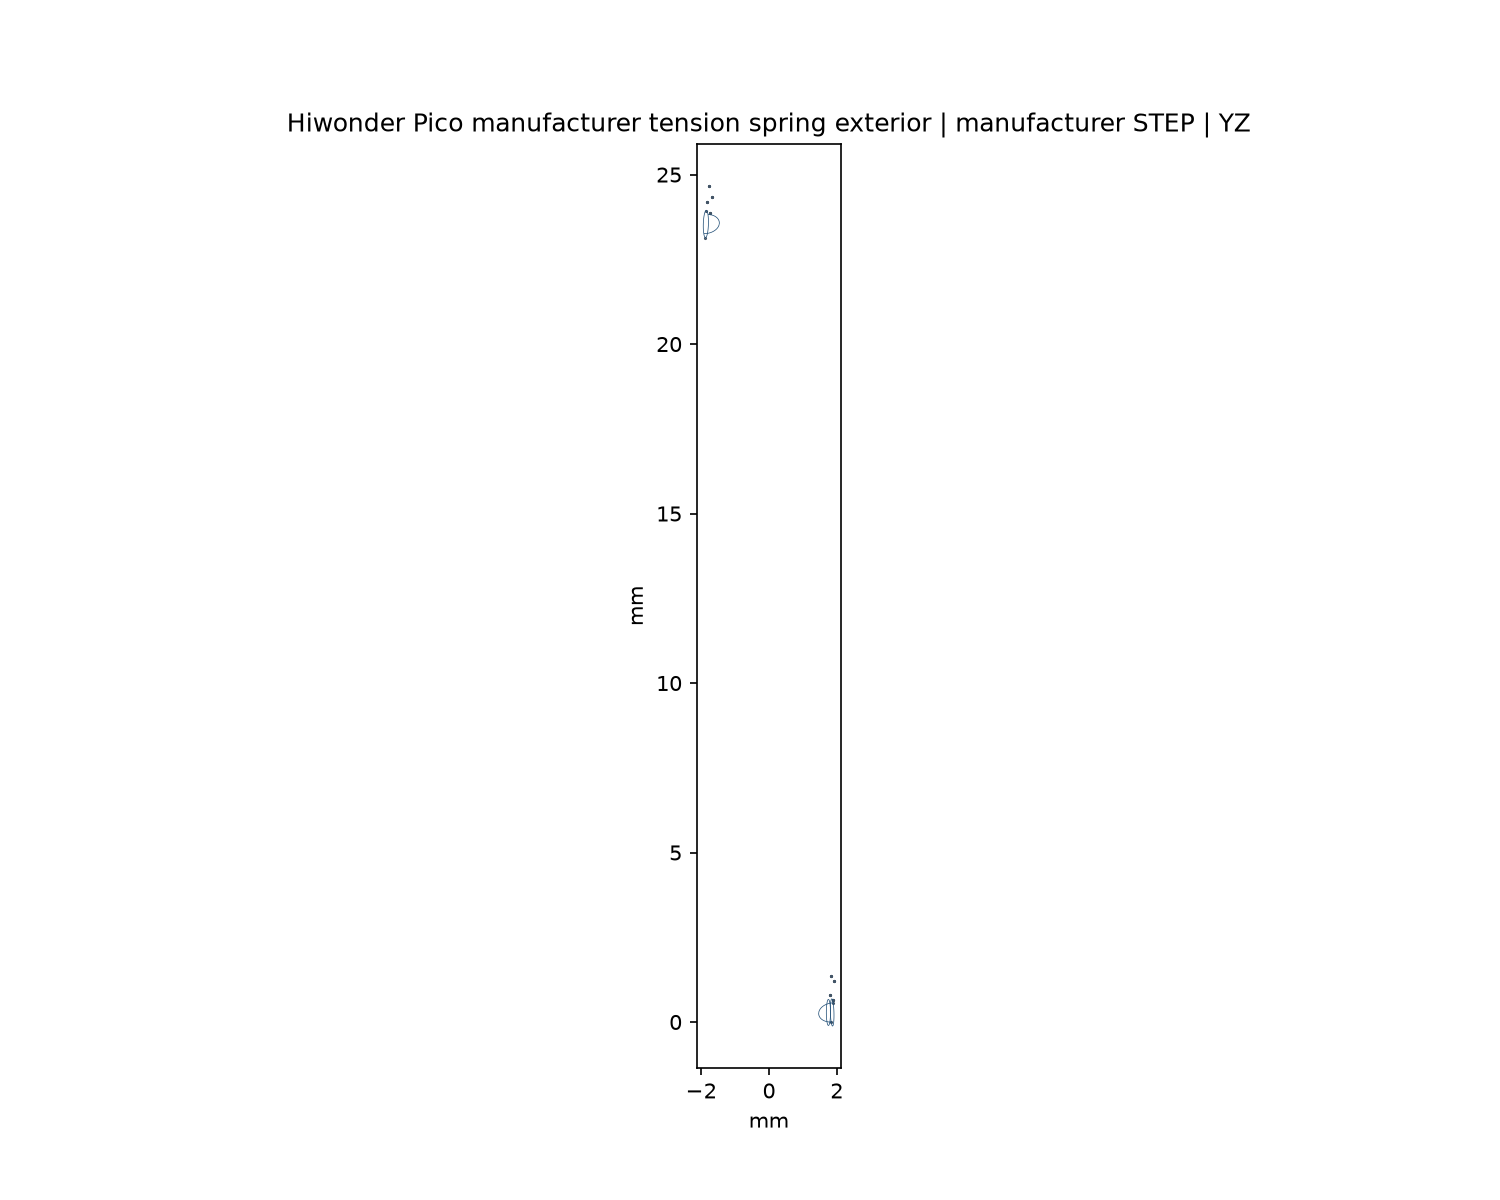 Hiwonder Pico manufacturer tension spring exterior | manufacturer STEP | YZ
25
20
15
mm
10
5
0
−2 0 2
mm